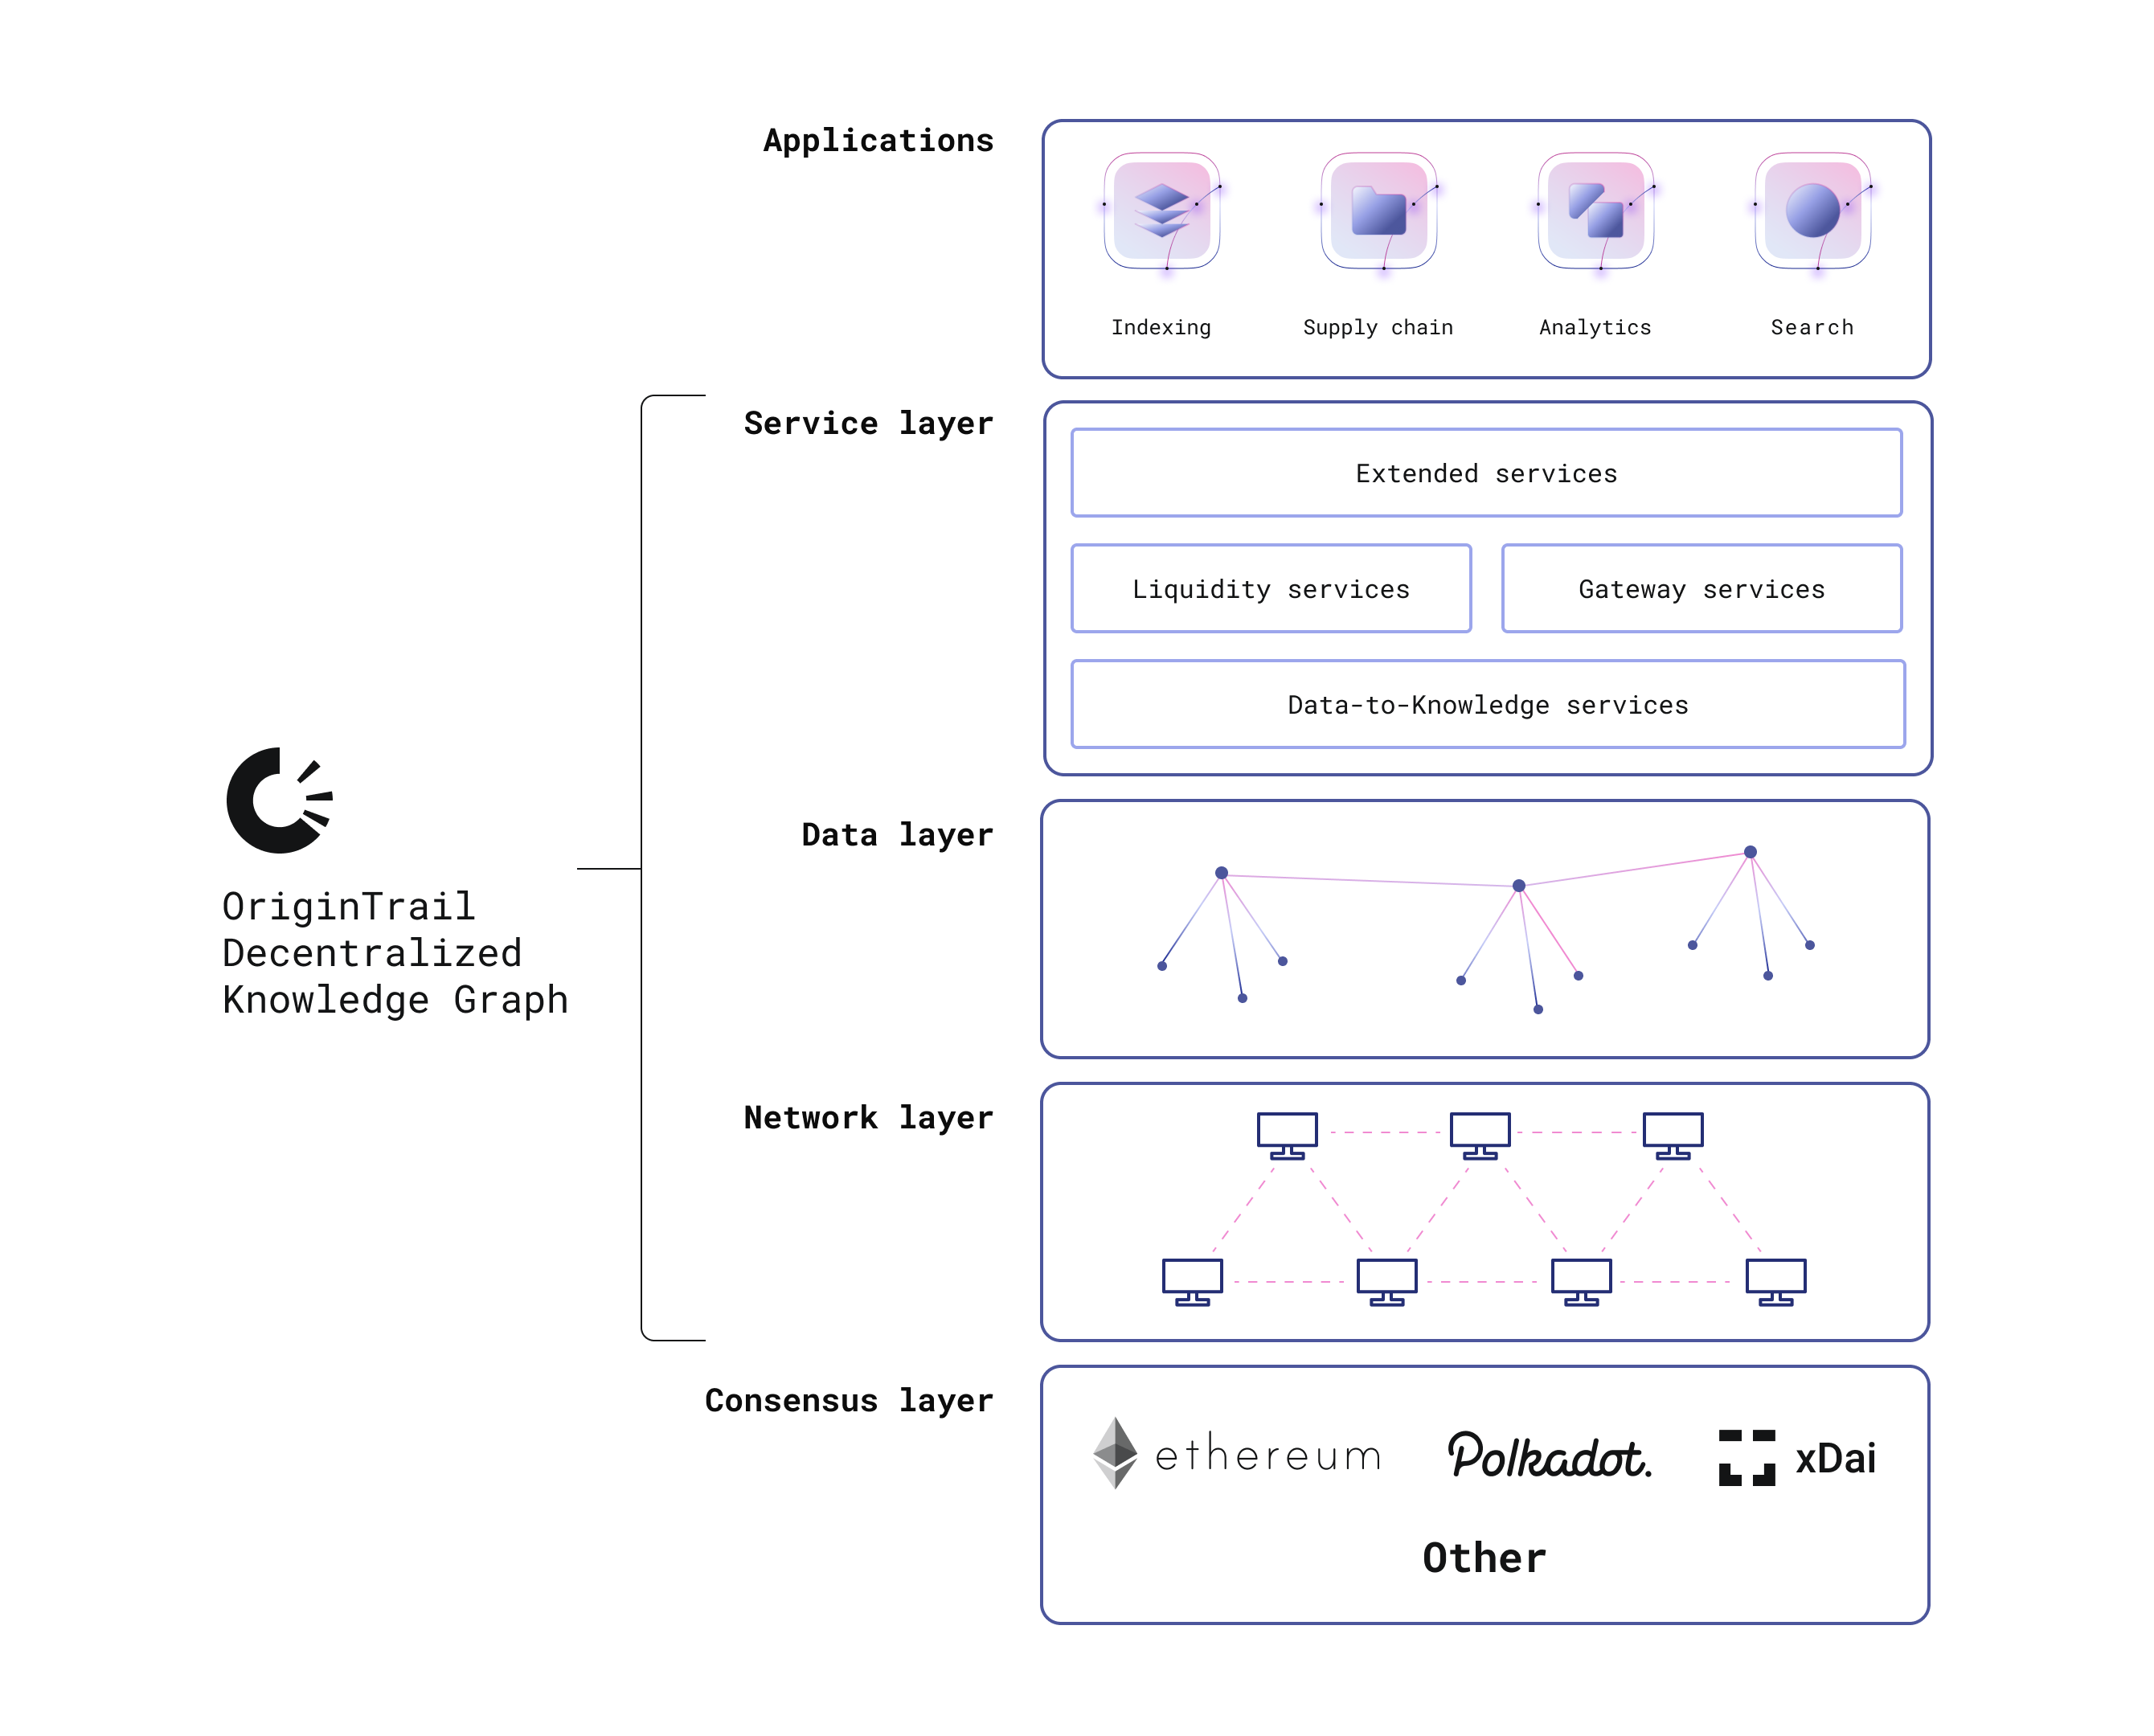 Applications
Indexing
Supply chain
Analytics
Search
Service layer
Extended services
Liquidity services
Gateway services
Data-to-Knowledge services
Data layer
OriginTrail
Decentralized
Knowledge Graph
Network layer
Consensus layer
ethereum
Polkadot.
xDai
Other